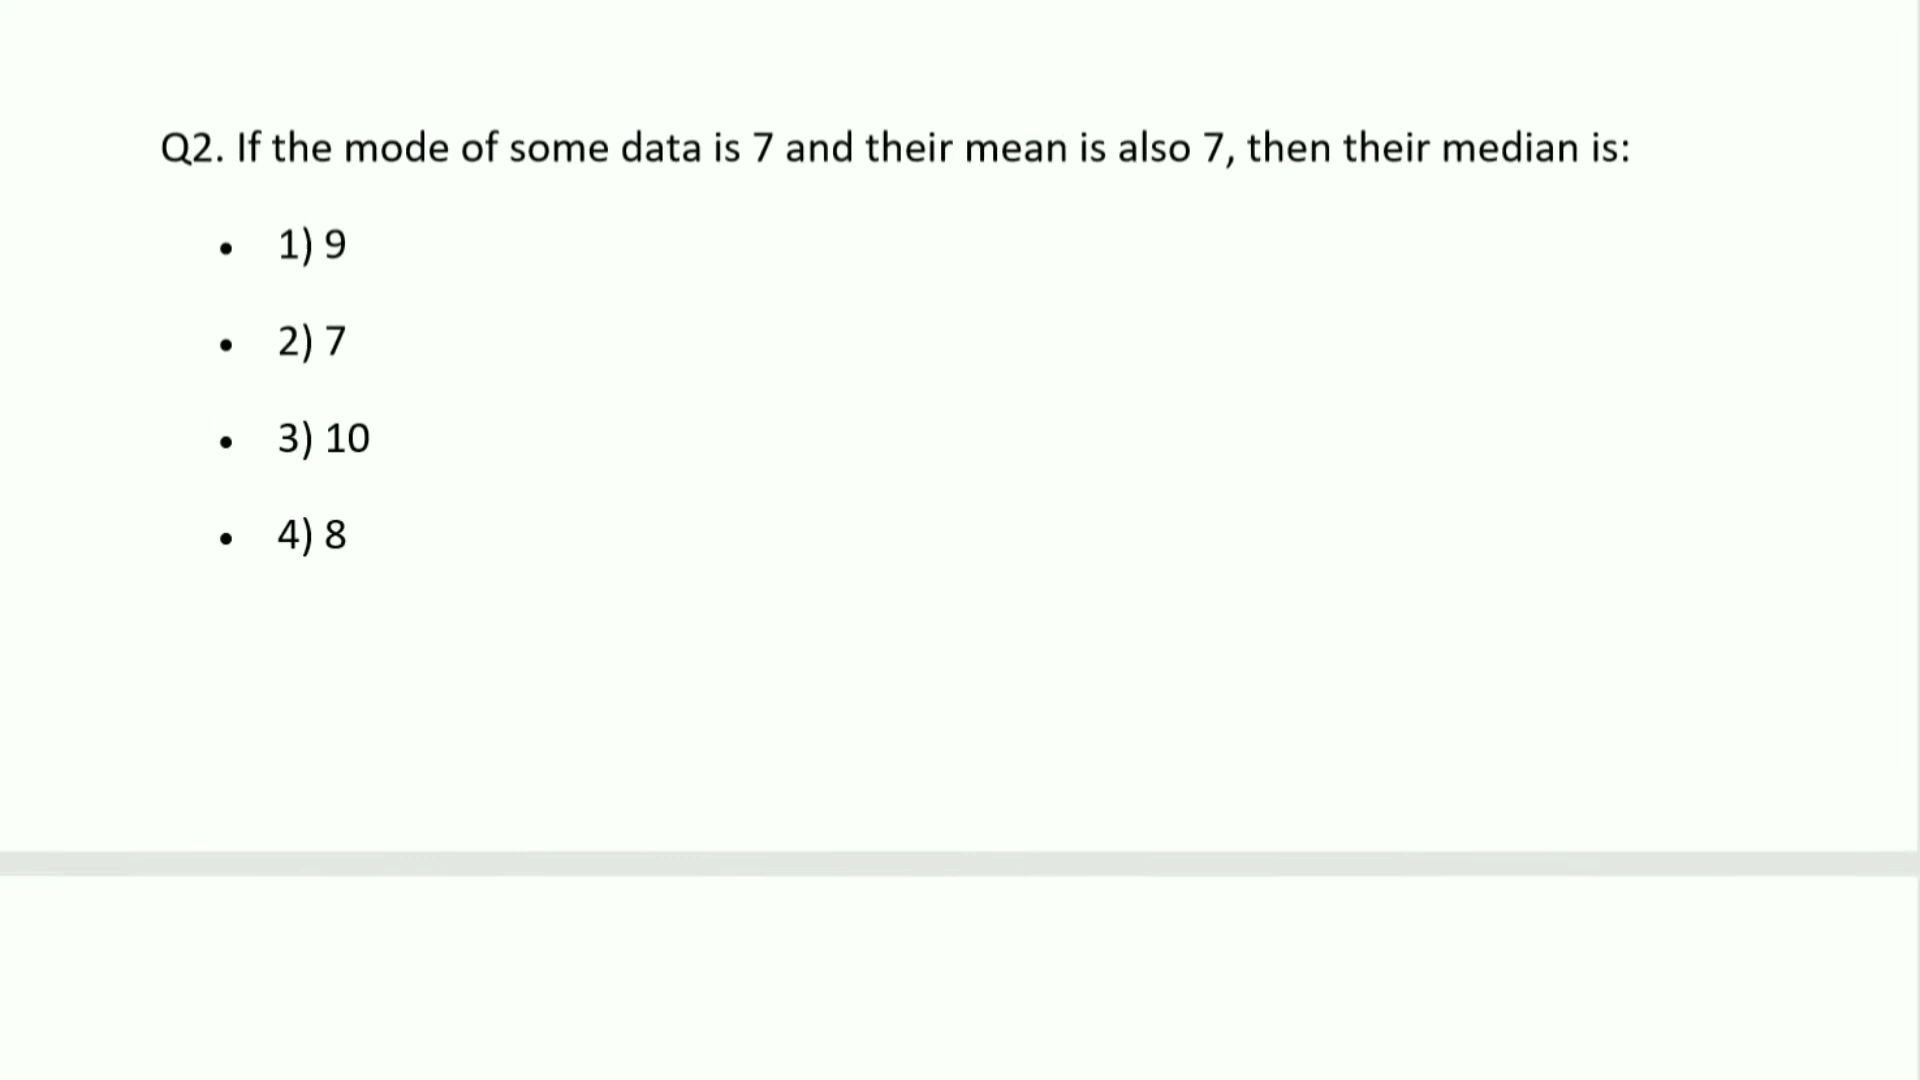 Q2. If the mode of some data is 7 and their mean is also 7, then their median is:
• 1) 9
• 2) 7
• 3) 10
• 4) 8